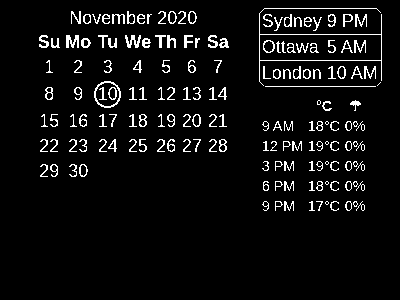 November 2020
Su Mo Tu We Th Fr Sa
1 2 3 4 5 6 7
8 9 10 11 12 13 14
15 16 17 18 19 20 21
22 23 24 25 26 27 28
29 30
Sydney 9 PM
Ottawa 5 AM
London 10 AM
°C ☂
9 AM 18°C 0%
12 PM 19°C 0%
3 PM 19°C 0%
6 PM 18°C 0%
9 PM 17°C 0%